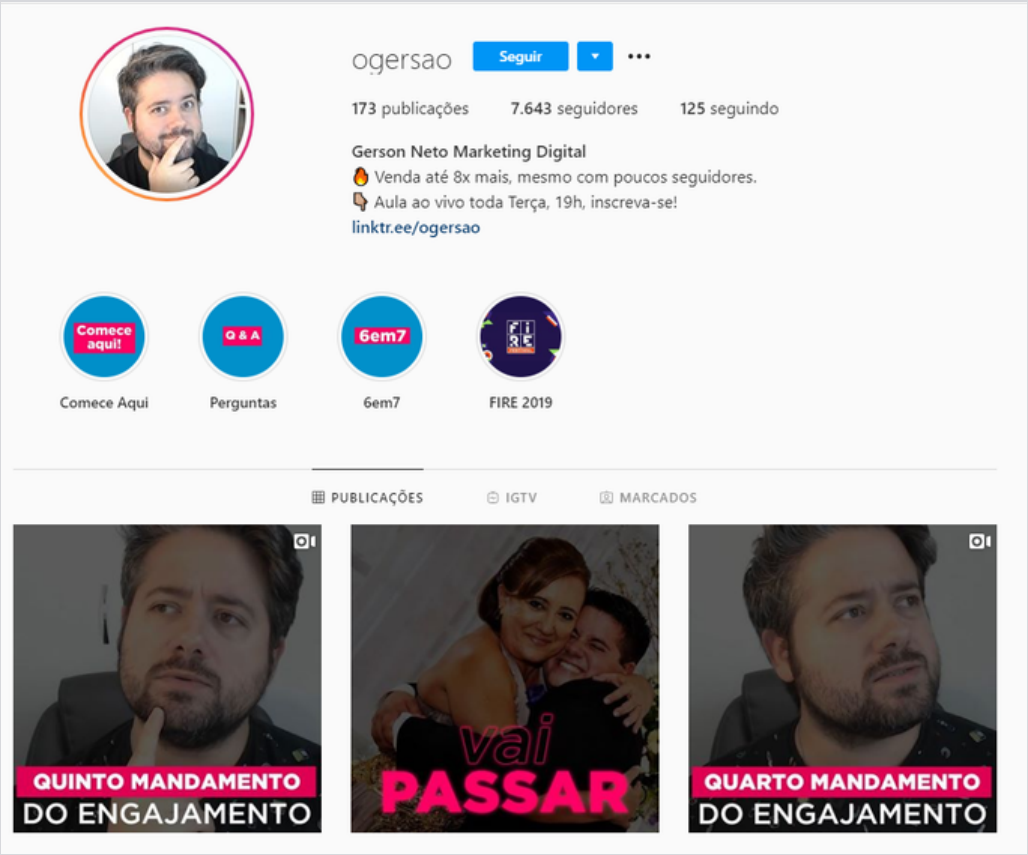 ogersao
Seguir
173 publicações 7.643 seguidores 125 seguindo
Gerson Neto Marketing Digital
🔥 Venda até 8x mais, mesmo com poucos seguidores.
👇🏼 Aula ao vivo toda Terça, 19h, inscreva-se!
linktr.ee/ogersao
Comece
aqui!
Q & A
6em7
FIRE
FESTIVAL
Comece Aqui
Perguntas
6em7
FIRE 2019
PUBLICAÇÕES
IGTV
MARCADOS
QUINTO MANDAMENTO
DO ENGAJAMENTO
vai
PASSAR
QUARTO MANDAMENTO
DO ENGAJAMENTO